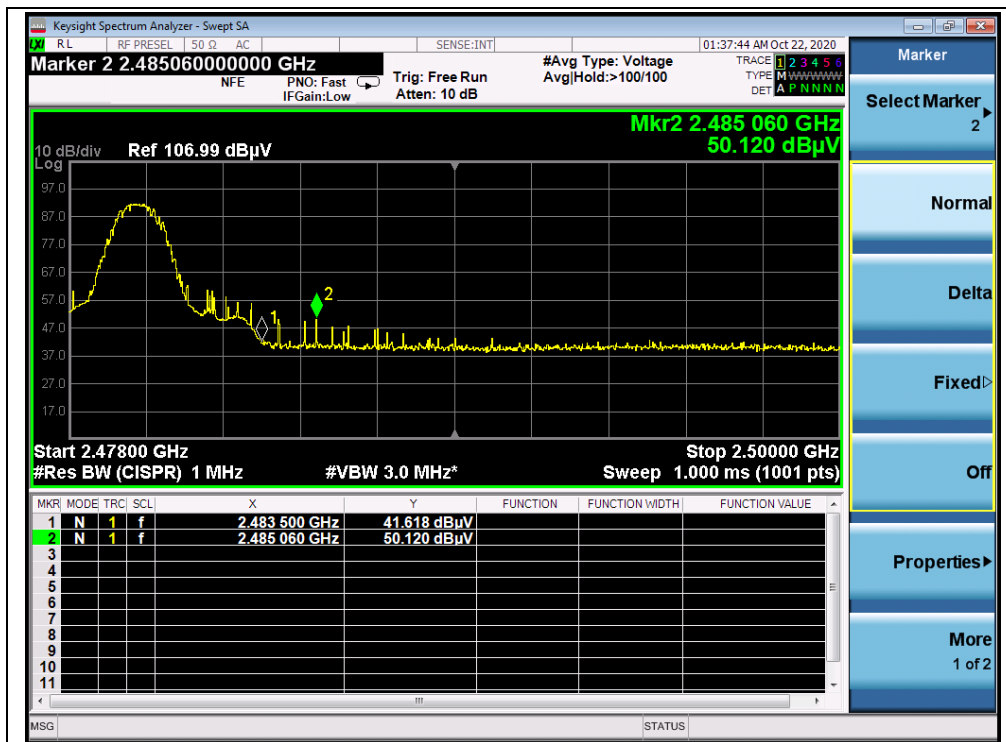 Keysight Spectrum Analyzer - Swept SA
LXI RL RF PRESEL 50 Ω AC SENSE:INT 01:37:44 AM Oct 22, 2020
Marker 2 2.485060000000 GHz
NFE PNO: Fast IFGain:Low
Trig: Free Run
Atten: 10 dB
#Avg Type: Voltage
Avg|Hold:>100/100
TRACE 1 2 3 4 5 6
TYPE MWWWWW
DET A P N N N N
Mkr2 2.485 060 GHz
50.120 dBµV
10 dB/div Ref 106.99 dBµV
Log
97.0
87.0
77.0
67.0
57.0
47.0
37.0
27.0
17.0
1
2
Start 2.47800 GHz Stop 2.50000 GHz
#Res BW (CISPR) 1 MHz #VBW 3.0 MHz* Sweep 1.000 ms (1001 pts)
MKR MODE TRC SCL X Y FUNCTION FUNCTION WIDTH FUNCTION VALUE
1 N 1 f 2.483 500 GHz 41.618 dBµV
2 N 1 f 2.485 060 GHz 50.120 dBµV
3
4
5
6
7
8
9
10
11
MSG STATUS
Marker
Select Marker
2
Normal
Delta
Fixed
Off
Properties
More
1 of 2